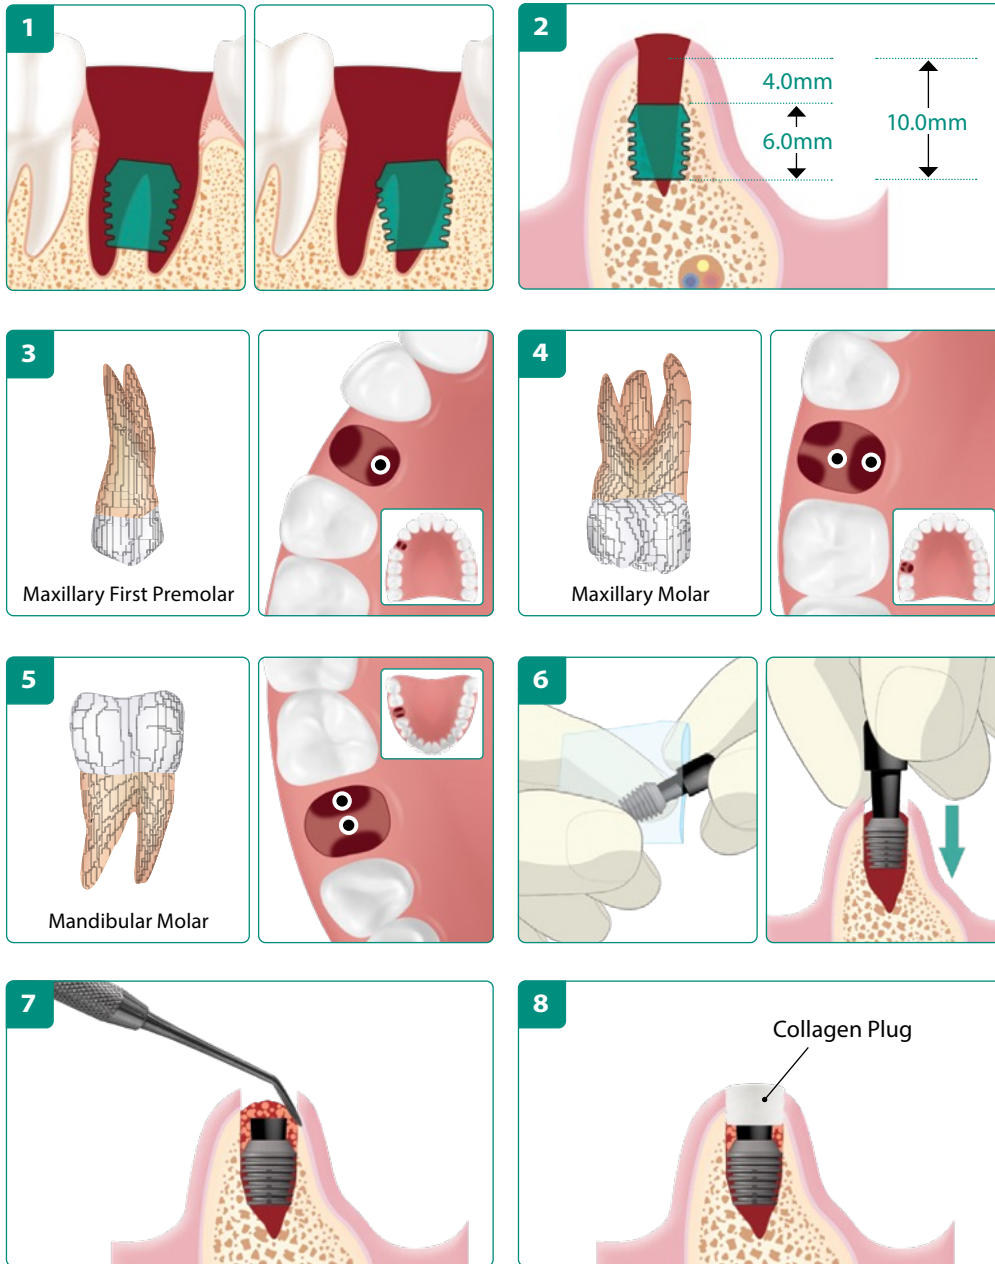 1
2
4.0mm
6.0mm
10.0mm
3
Maxillary First Premolar
4
Maxillary Molar
5
Mandibular Molar
6
7
8
Collagen Plug